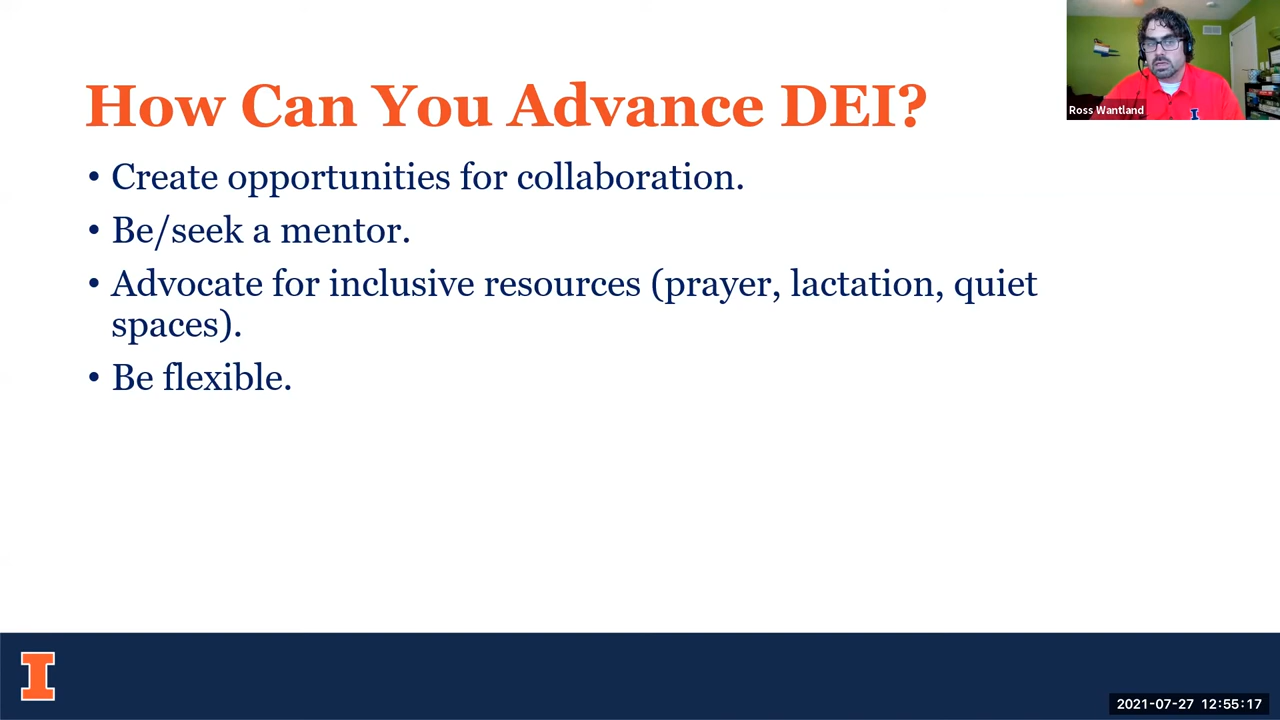 How Can You Advance DEI?
• Create opportunities for collaboration.
• Be/seek a mentor.
• Advocate for inclusive resources (prayer, lactation, quiet
spaces).
• Be flexible.
Ross Wantland
I
I
2021-07-27 12:55:17